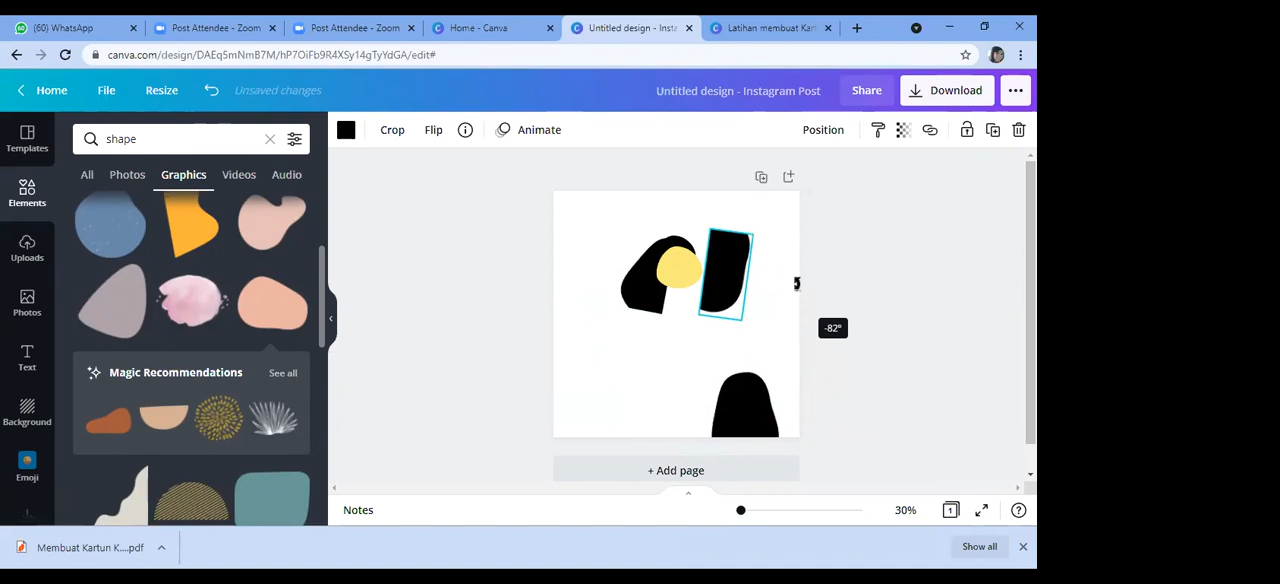 (60) WhatsApp
Post Attendee - Zoom
Post Attendee - Zoom
Home - Canva
Untitled design - Insta
Latihan membuat Kart
canva.com/design/DAEq5mNmB7M/hP7OiFb9R4XSy14gTyYdGA/edit#
Home
File
Resize
Unsaved changes
Untitled design - Instagram Post
Share
Download
Templates
Elements
Uploads
Photos
Text
Background
Emoji
shape
All
Photos
Graphics
Videos
Audio
Magic Recommendations
See all
Crop
Flip
Animate
Position
-82°
+ Add page
Notes
30%
1
Membuat Kartun K....pdf
Show all